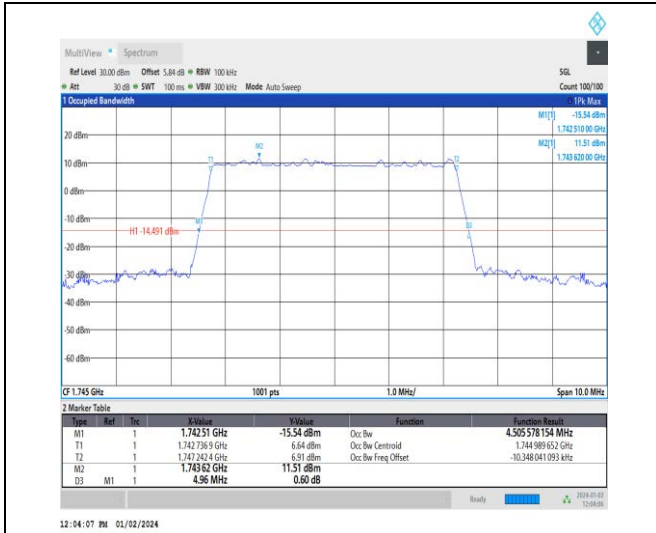 MultiView Spectrum
Ref Level 30.00 dBm Offset 5.84 dB RBW 100 kHz SGL
Att 30 dB SWT 100 ms VBW 300 kHz Mode Auto Sweep Count 100/100
1 Occupied Bandwidth 1Pk Max
M1[1] -15.54 dBm
1.742 510 00 GHz
M2[1] 11.51 dBm
1.743 620 00 GHz
20 dBm
M2
T1 T2
10 dBm
0 dBm
-10 dBm
M1 D3
H1 -14.491 dBm
-20 dBm
-30 dBm
-40 dBm
-50 dBm
-60 dBm
CF 1.745 GHz 1001 pts 1.0 MHz/ Span 10.0 MHz
2 Marker Table
Type Ref Trc X-Value Y-Value Function Function Result
M1 1 1.742 51 GHz -15.54 dBm Occ Bw 4.505 578 154 MHz
T1 1 1.742 736 9 GHz 6.64 dBm Occ Bw Centroid 1.744 989 652 GHz
T2 1 1.747 242 4 GHz 6.91 dBm Occ Bw Freq Offset -10.348 041 093 kHz
M2 1 1.743 62 GHz 11.51 dBm
D3 M1 1 4.96 MHz 0.60 dB
Ready 2024-01-02
12:04:06
12:04:07 PM 01/02/2024